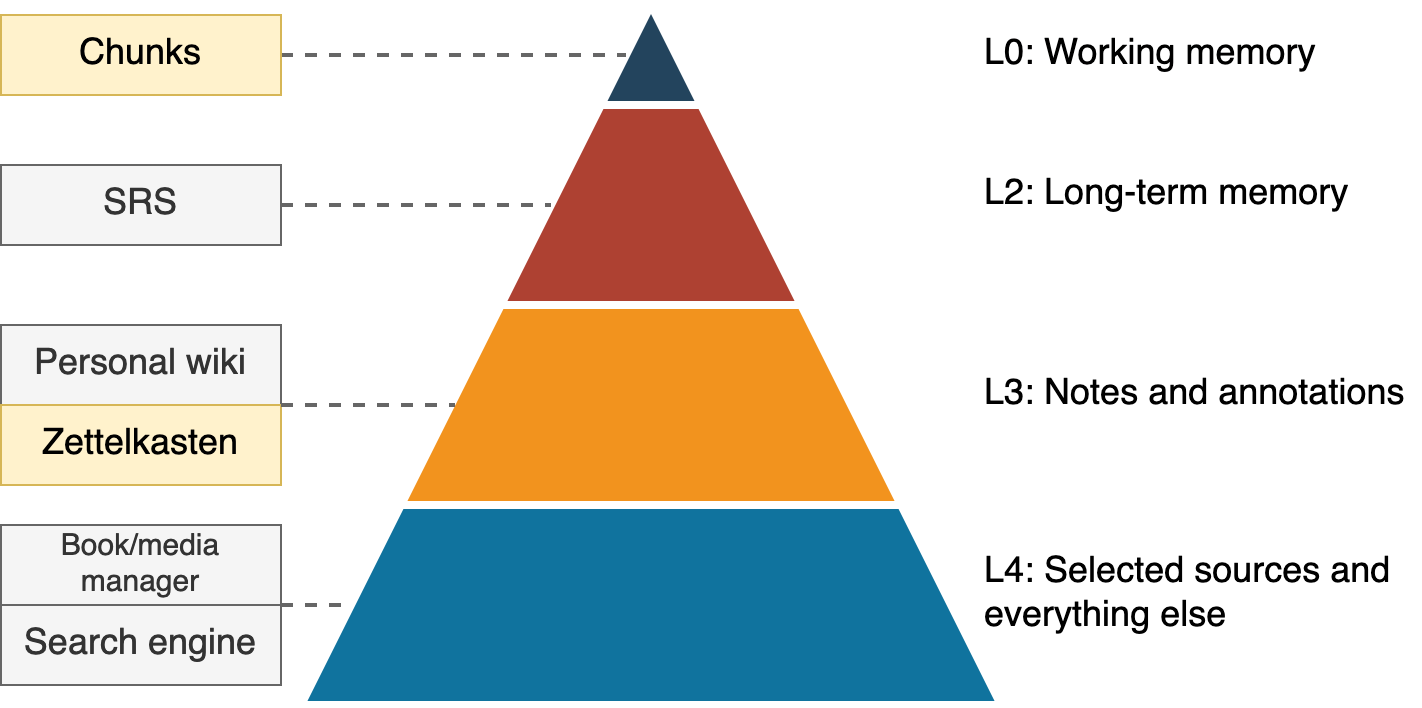 Chunks
L0: Working memory
SRS
L2: Long-term memory
Personal wiki
Zettelkasten
L3: Notes and annotations
Book/media
manager
Search engine
L4: Selected sources and
everything else